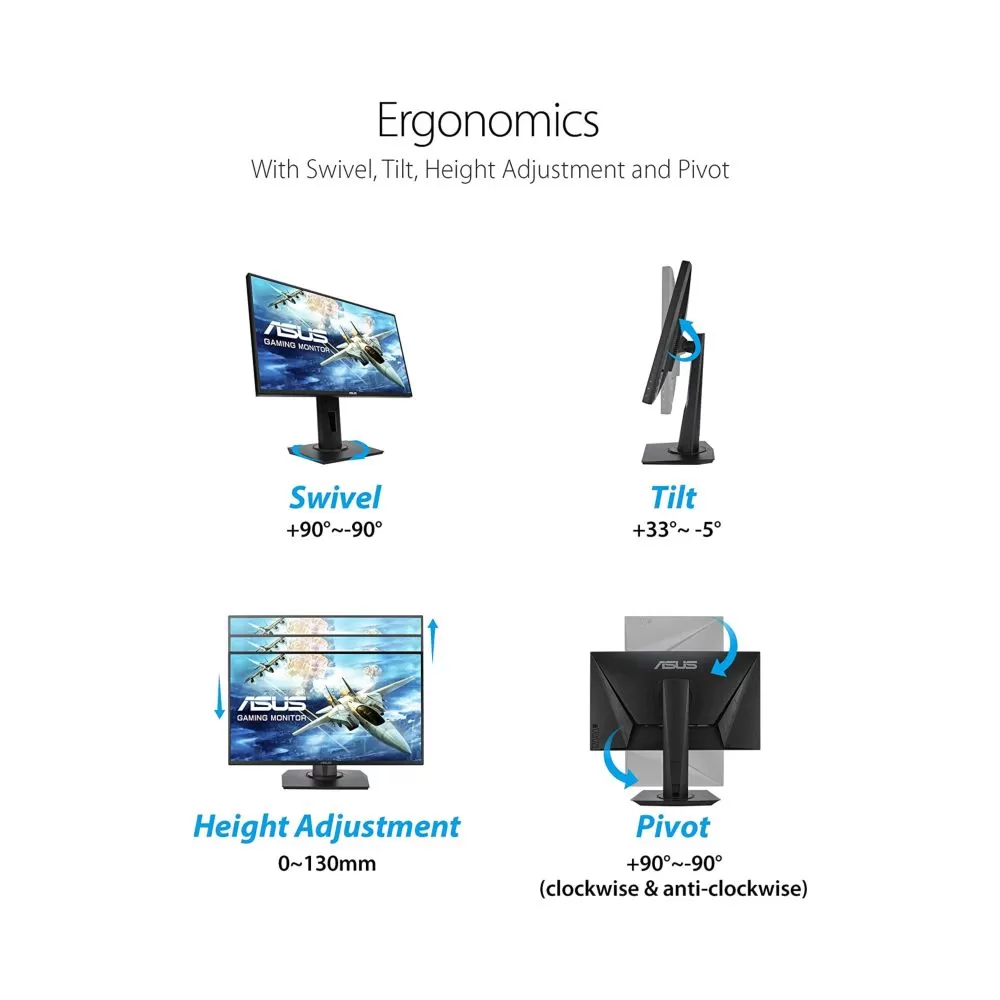 Ergonomics
With Swivel, Tilt, Height Adjustment and Pivot
ASUS
GAMING MONITOR
Swivel
+90°~-90°
Tilt
+33°~ -5°
ASUS
GAMING MONITOR
Height Adjustment
0~130mm
ASUS
Pivot
+90°~-90°
(clockwise & anti-clockwise)